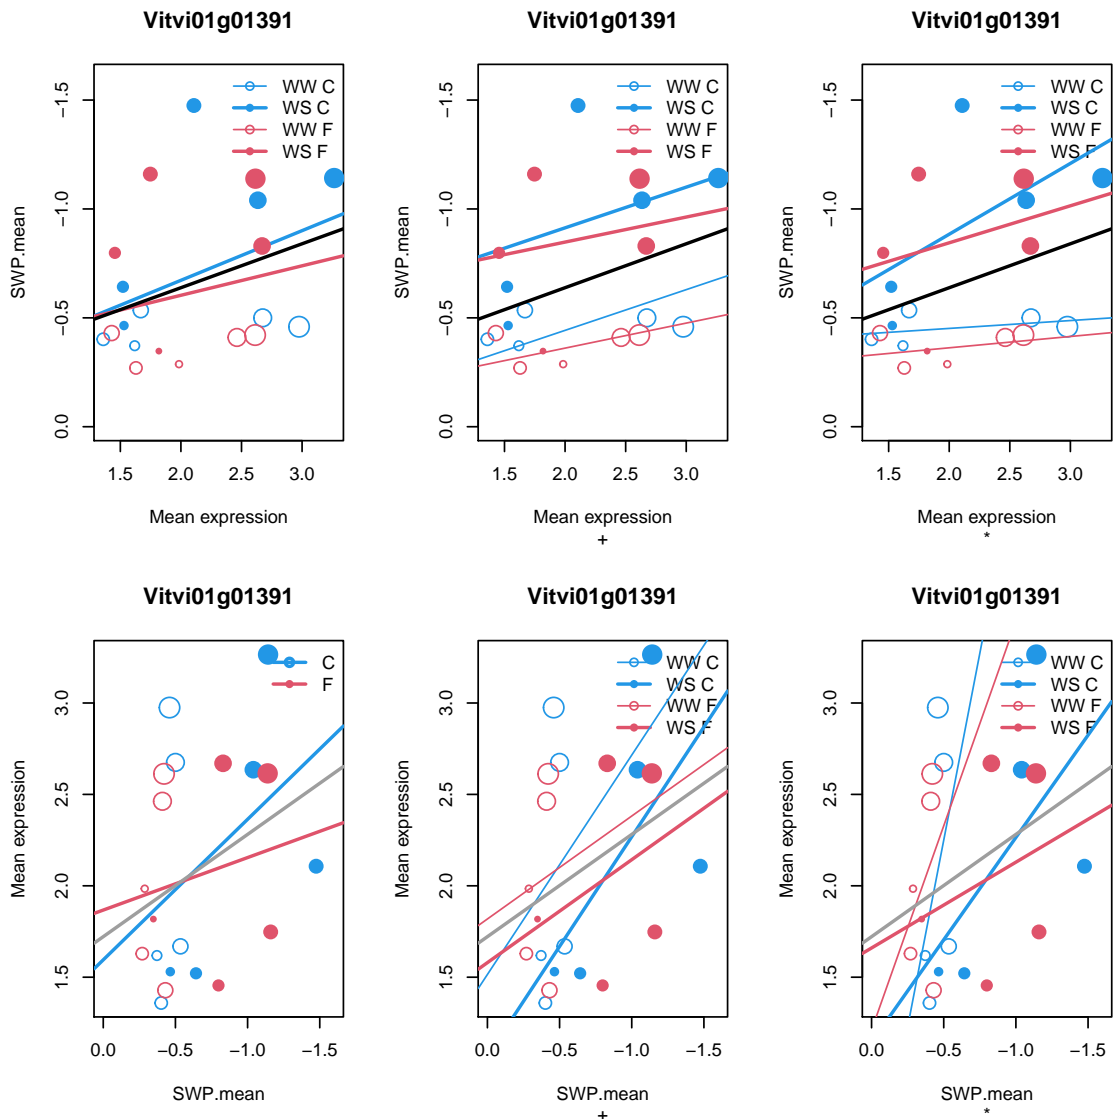 Vitvi01g01391
WW C
WS C
WW F
WS F
SWP.mean
−1.5
−1.0
−0.5
0.0
1.5 2.0 2.5 3.0
Mean expression
Vitvi01g01391
WW C
WS C
WW F
WS F
SWP.mean
−1.5
−1.0
−0.5
0.0
1.5 2.0 2.5 3.0
Mean expression
+
Vitvi01g01391
WW C
WS C
WW F
WS F
SWP.mean
−1.5
−1.0
−0.5
0.0
1.5 2.0 2.5 3.0
Mean expression
*
Vitvi01g01391
C
F
Mean expression
3.0
2.5
2.0
1.5
0.0 −0.5 −1.0 −1.5
SWP.mean
Vitvi01g01391
WW C
WS C
WW F
WS F
Mean expression
3.0
2.5
2.0
1.5
0.0 −0.5 −1.0 −1.5
SWP.mean
+
Vitvi01g01391
WW C
WS C
WW F
WS F
Mean expression
3.0
2.5
2.0
1.5
0.0 −0.5 −1.0 −1.5
SWP.mean
*